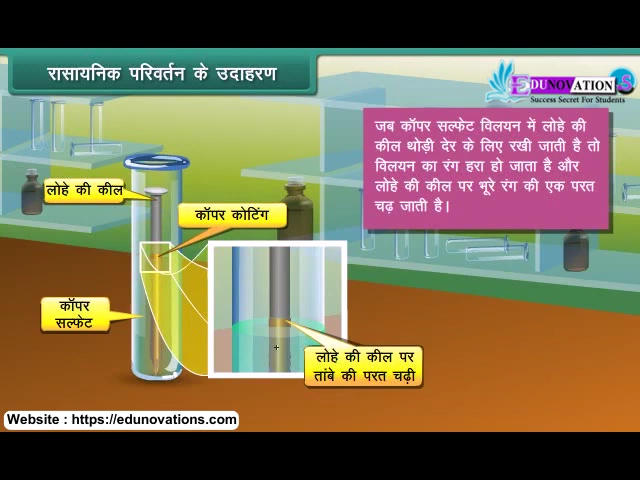 रासायनिक परिवर्तन के उदाहरण
EDUNOVATION S
Success Secret For Students
जब कॉपर सल्फेट विलयन में लोहे की
कील थोड़ी देर के लिए रखी जाती है तो
विलयन का रंग हरा हो जाता है और
लोहे की कील पर भूरे रंग की एक परत
चढ़ जाती है।
लोहे की कील
कॉपर कोटिंग
कॉपर
सल्फेट
लोहे की कील पर
तांबे की परत चढ़ी
Website : https://edunovations.com